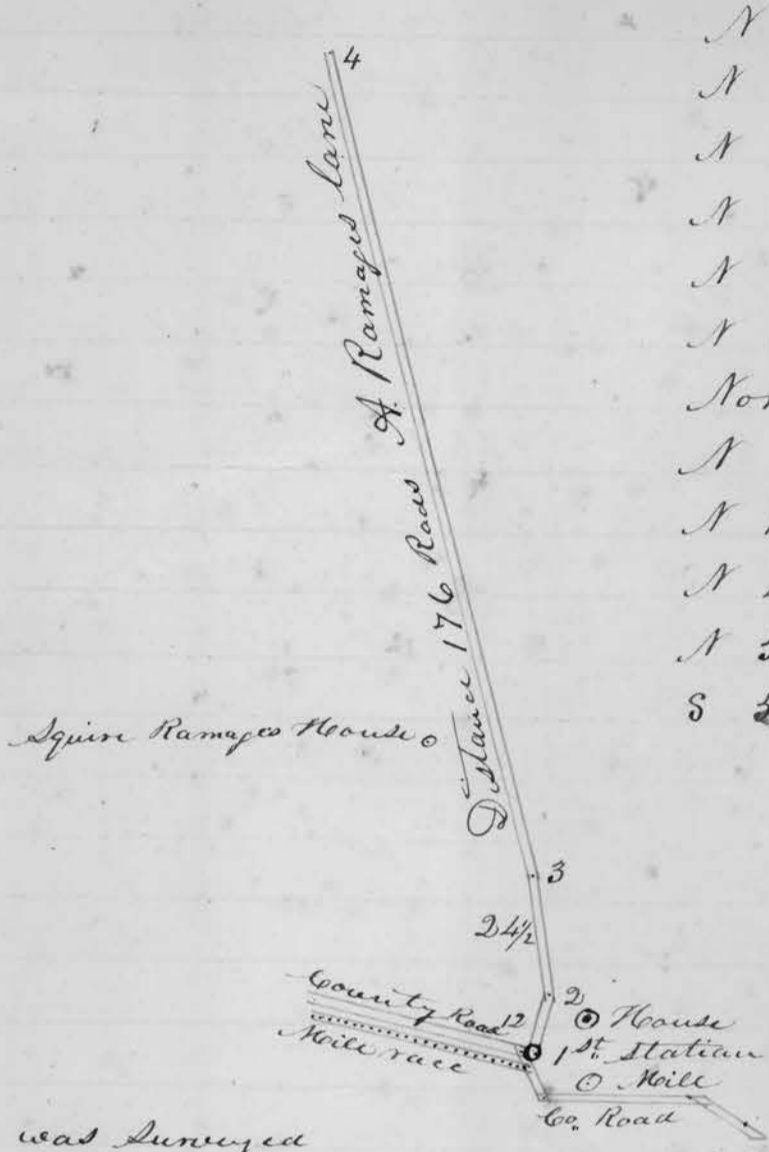 4
A. Ramages lane
Distance 176 Rods
Squire Ramages House
3
24½
2
County Road 12
House
Mill race
1st Station
Mill
Co. Road
was Surveyed
N
N
N
N
N
N
Nor
N
N
N
N
S